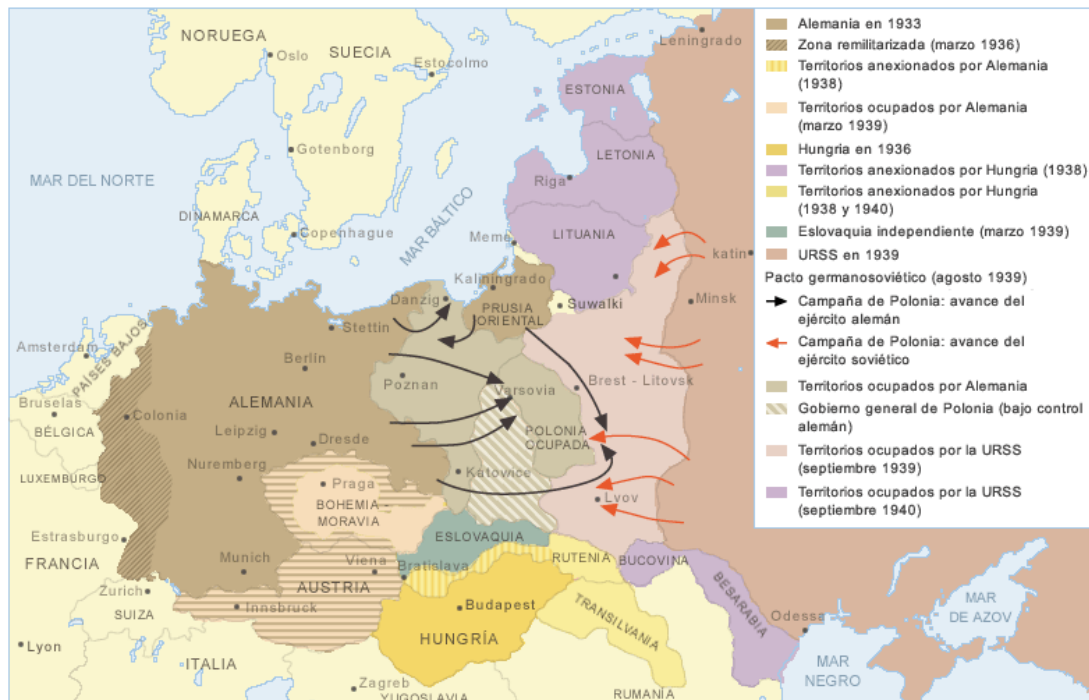 NORUEGA
Oslo
SUECIA
Estocolmo
Leningrado
ESTONIA
Gotenborg
LETONIA
Riga
MAR DEL NORTE
MAR BÁLTICO
DINAMARCA
Copenhague
LITUANIA
Meme
katin
Kaliningrado
Danzig
Suwalki
Minsk
PRUSIA
ORIENTAL
Stettin
Amsterdam
PAÍSES BAJOS
Berlín
Poznan
Varsovia
Brest - Litovsk
Bruselas
BÉLGICA
Colonia
ALEMANIA
Leipzig
Dresde
POLONIA
OCUPADA
LUXEMBURGO
Nuremberg
Katowice
Praga
BOHEMIA -
MORAVIA
Lvov
Estrasburgo
ESLOVAQUIA
FRANCIA
Munich
Viena
Bratislava
RUTENIA
BUCOVINA
Zurich
AUSTRIA
BESARABIA
SUIZA
Innsbruck
Budapest
TRANSILVANIA
Odessa
MAR
DE AZOV
Lyon
HUNGRÍA
ITALIA
MAR
NEGRO
Zagreb
YUGOSLAVIA
RUMANÍA
Alemania en 1933
Zona remilitarizada (marzo 1936)
Territorios anexionados por Alemania
(1938)
Territorios ocupados por Alemania
(marzo 1939)
Hungria en 1936
Territorios anexionados por Hungria (1938)
Territorios anexionados por Hungria
(1938 y 1940)
Eslovaquia independiente (marzo 1939)
URSS en 1939
Pacto germanosoviético (agosto 1939)
Campaña de Polonia: avance del
ejército alemán
Campaña de Polonia: avance del
ejército soviético
Territorios ocupados por Alemania
Gobierno general de Polonia (bajo control
alemán)
Territorios ocupados por la URSS
(septiembre 1939)
Territorios ocupados por la URSS
(septiembre 1940)